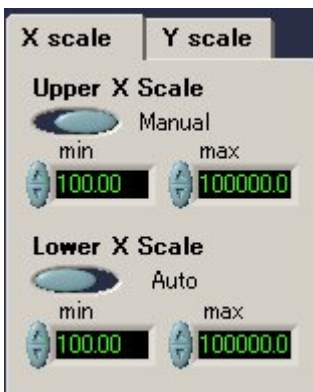 X scale Y scale
Upper X Scale
Manual
min max
100.00 100000.0
Lower X Scale
Auto
min max
100.00 100000.0